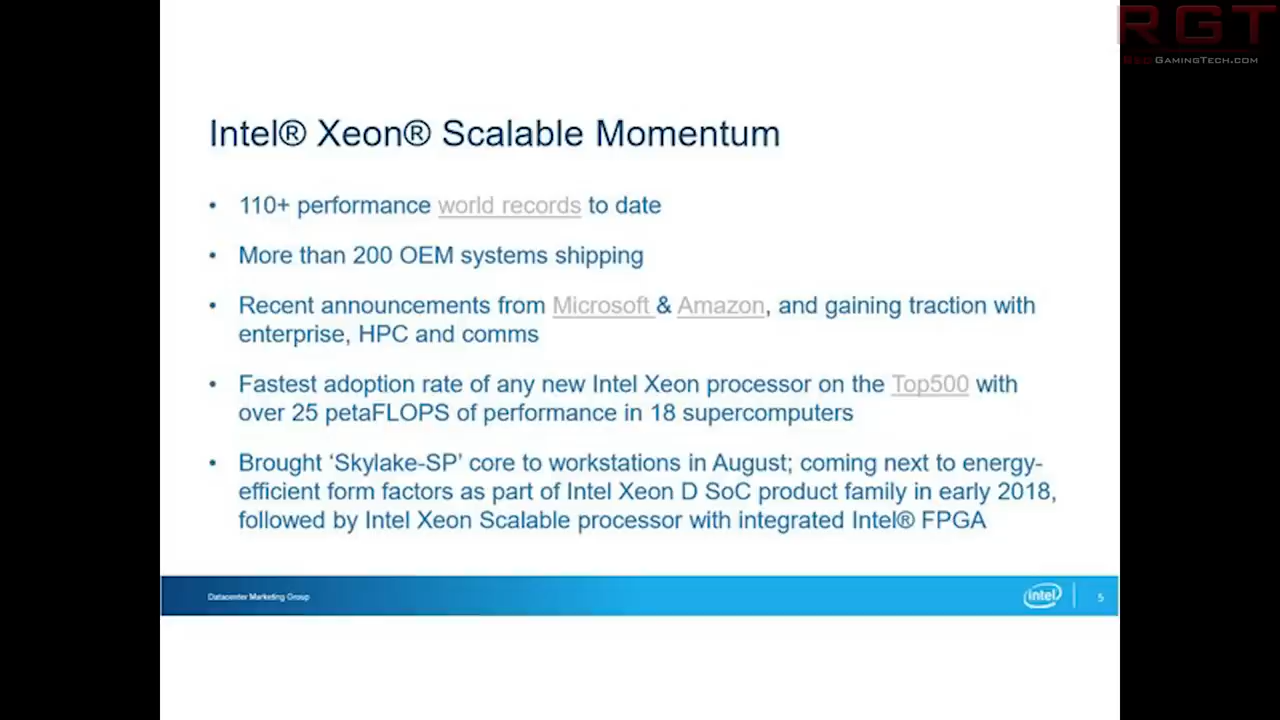 RGT
RedGamingTech.com
Intel® Xeon® Scalable Momentum
• 110+ performance world records to date
• More than 200 OEM systems shipping
• Recent announcements from Microsoft & Amazon, and gaining traction with
enterprise, HPC and comms
• Fastest adoption rate of any new Intel Xeon processor on the Top500 with
over 25 petaFLOPS of performance in 18 supercomputers
• Brought ‘Skylake-SP’ core to workstations in August; coming next to energy-
efficient form factors as part of Intel Xeon D SoC product family in early 2018,
followed by Intel Xeon Scalable processor with integrated Intel® FPGA
Datacenter Marketing Group
intel
5